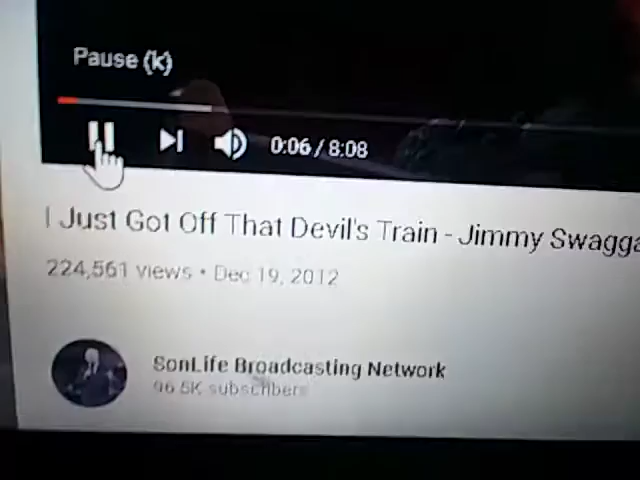 Pause (k)
0:06 / 8:08
I Just Got Off That Devil's Train - Jimmy Swagga
224,561 views • Dec 19, 2012
SonLife Broadcasting Network
96.5K subscribers